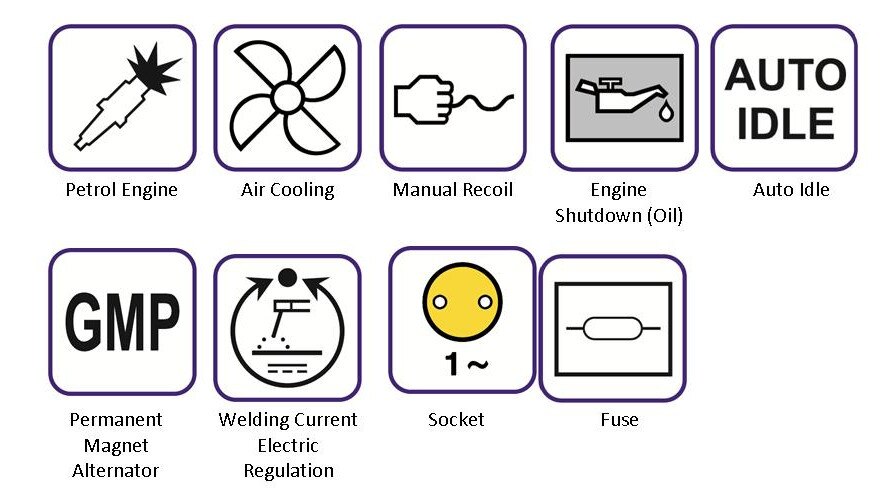 AUTO
IDLE
Petrol Engine
Air Cooling
Manual Recoil
Engine
Shutdown (Oil)
Auto Idle
GMP
1~
Permanent
Magnet
Alternator
Welding Current
Electric
Regulation
Socket
Fuse